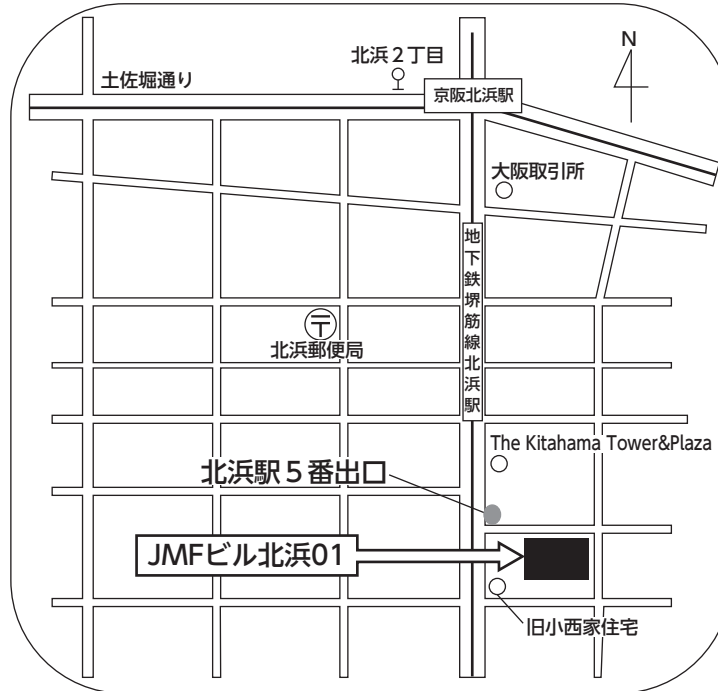 北浜２丁目
土佐堀通り
N
京阪北浜駅
大阪取引所
地下鉄堺筋線北浜駅
〒
北浜郵便局
The Kitahama Tower&Plaza
北浜駅５番出口
JMFビル北浜01
旧小西家住宅